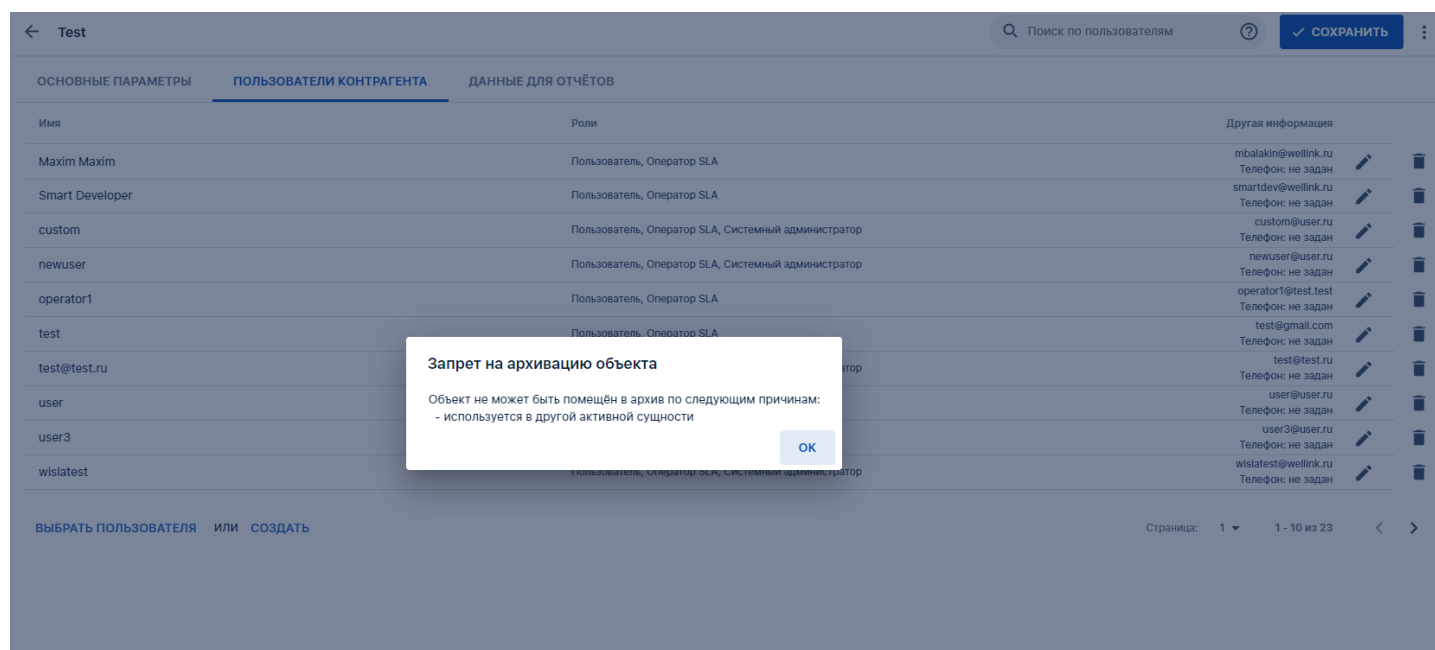 Test
Поиск по пользователям
СОХРАНИТЬ
ОСНОВНЫЕ ПАРАМЕТРЫ ПОЛЬЗОВАТЕЛИ КОНТРАГЕНТА ДАННЫЕ ДЛЯ ОТЧЁТОВ
Имя Роли Другая информация
Maxim Maxim Пользователь, Оператор SLA mbalakin@wellink.ru
Телефон: не задан
Smart Developer Пользователь, Оператор SLA smartdev@wellink.ru
Телефон: не задан
custom Пользователь, Оператор SLA, Системный администратор custom@user.ru
Телефон: не задан
newuser Пользователь, Оператор SLA, Системный администратор newuser@user.ru
Телефон: не задан
operator1 Пользователь, Оператор SLA operator1@test.test
Телефон: не задан
test Пользователь, Оператор SLA test@gmail.com
Телефон: не задан
test@test.ru тор test@test.ru
Телефон: не задан
user user@user.ru
Телефон: не задан
user3 user3@user.ru
Телефон: не задан
wislatest Пользователь, Оператор SLA, Системный администратор wislatest@wellink.ru
Телефон: не задан
Запрет на архивацию объекта
Объект не может быть помещён в архив по следующим причинам:
- используется в другой активной сущности
ОК
ВЫБРАТЬ ПОЛЬЗОВАТЕЛЯ ИЛИ СОЗДАТЬ Страница: 1 1 - 10 из 23